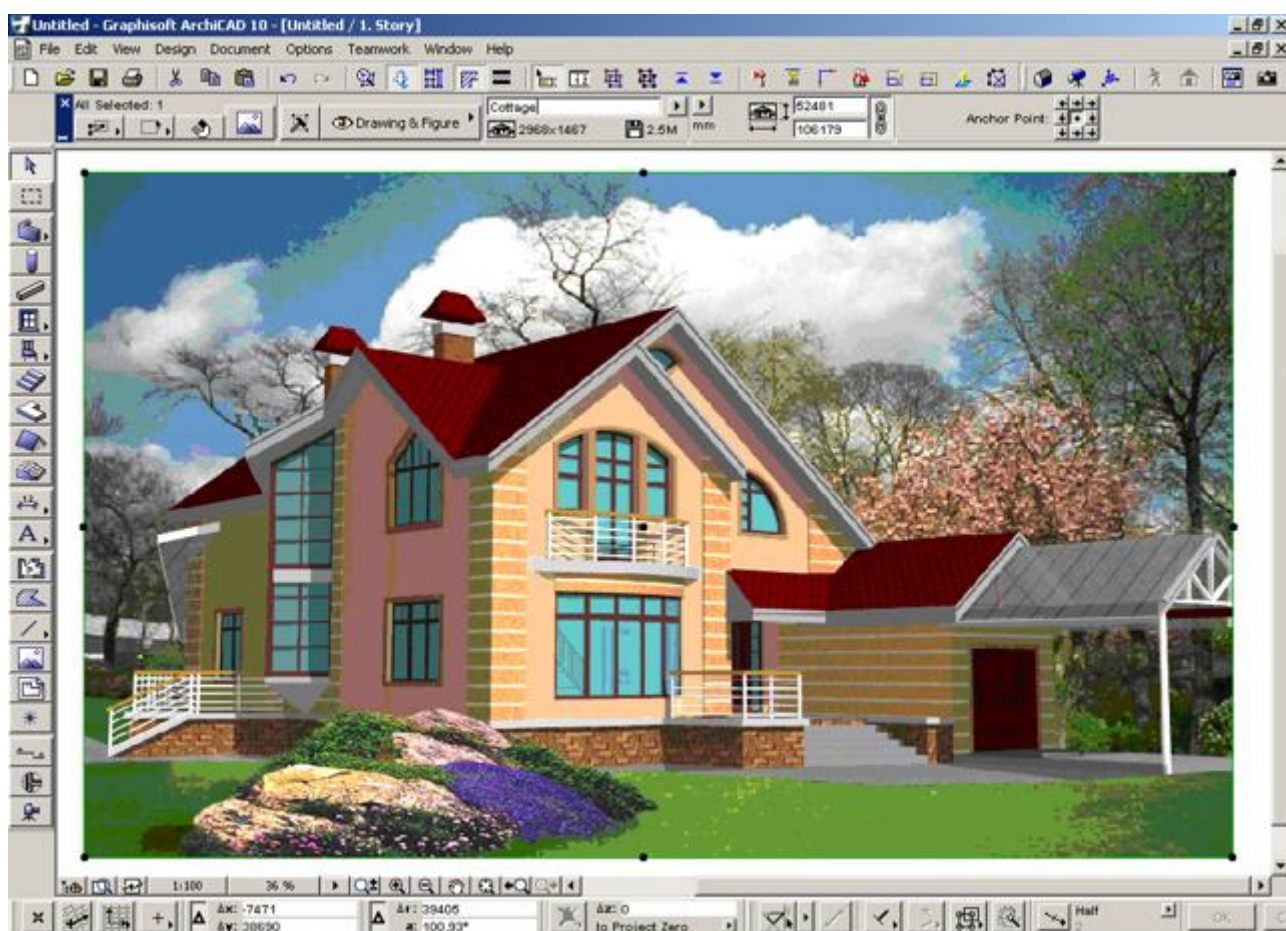 Untitled - Graphisoft ArchiCAD 10 - [Untitled / 1. Story]
File Edit View Design Document Options Teamwork Window Help
All Selected: 1
Drawing & Figure
Cottage
2968x1467
2.5M
mm
52481
106179
Anchor Point:
A
1:100
36 %
Δx: -7471
Δy: 38690
Δr: 39405
a: 100.93°
Δz: 0
to Project Zero
Half
2
OK